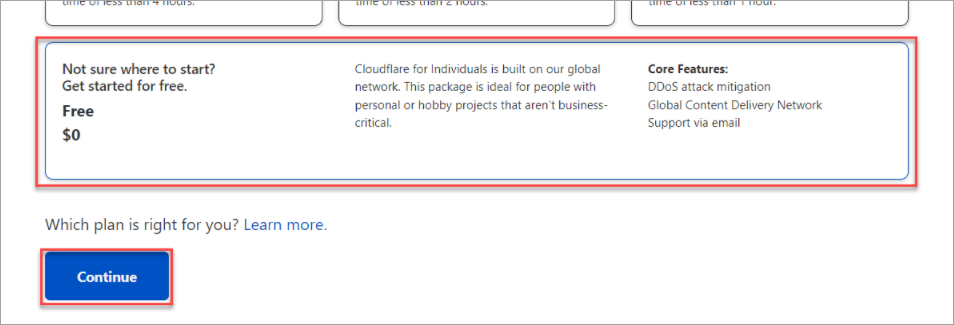 time of less than 4 hours.
time of less than 2 hours.
time of less than 1 hour.
Not sure where to start?
Get started for free.
Free
$0
Cloudflare for Individuals is built on our global
network. This package is ideal for people with
personal or hobby projects that aren't business-
critical.
Core Features:
DDoS attack mitigation
Global Content Delivery Network
Support via email
Which plan is right for you? Learn more.
Continue